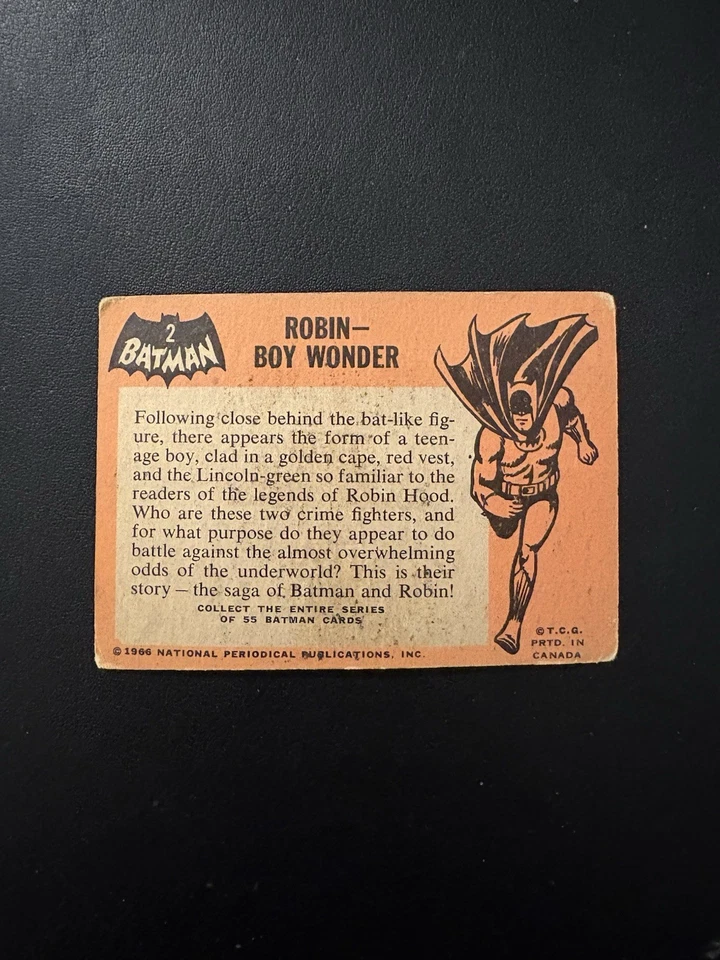 2
BATMAN
ROBIN—
BOY WONDER
Following close behind the bat-like fig-
ure, there appears the form of a teen-
age boy, clad in a golden cape, red vest,
and the Lincoln-green so familiar to the
readers of the legends of Robin Hood.
Who are these two crime fighters, and
for what purpose do they appear to do
battle against the almost overwhelming
odds of the underworld? This is their
story — the saga of Batman and Robin!
COLLECT THE ENTIRE SERIES
OF 55 BATMAN CARDS
©1966 NATIONAL PERIODICAL PUBLICATIONS, INC.
©T.C.G.
PRTD. IN
CANADA